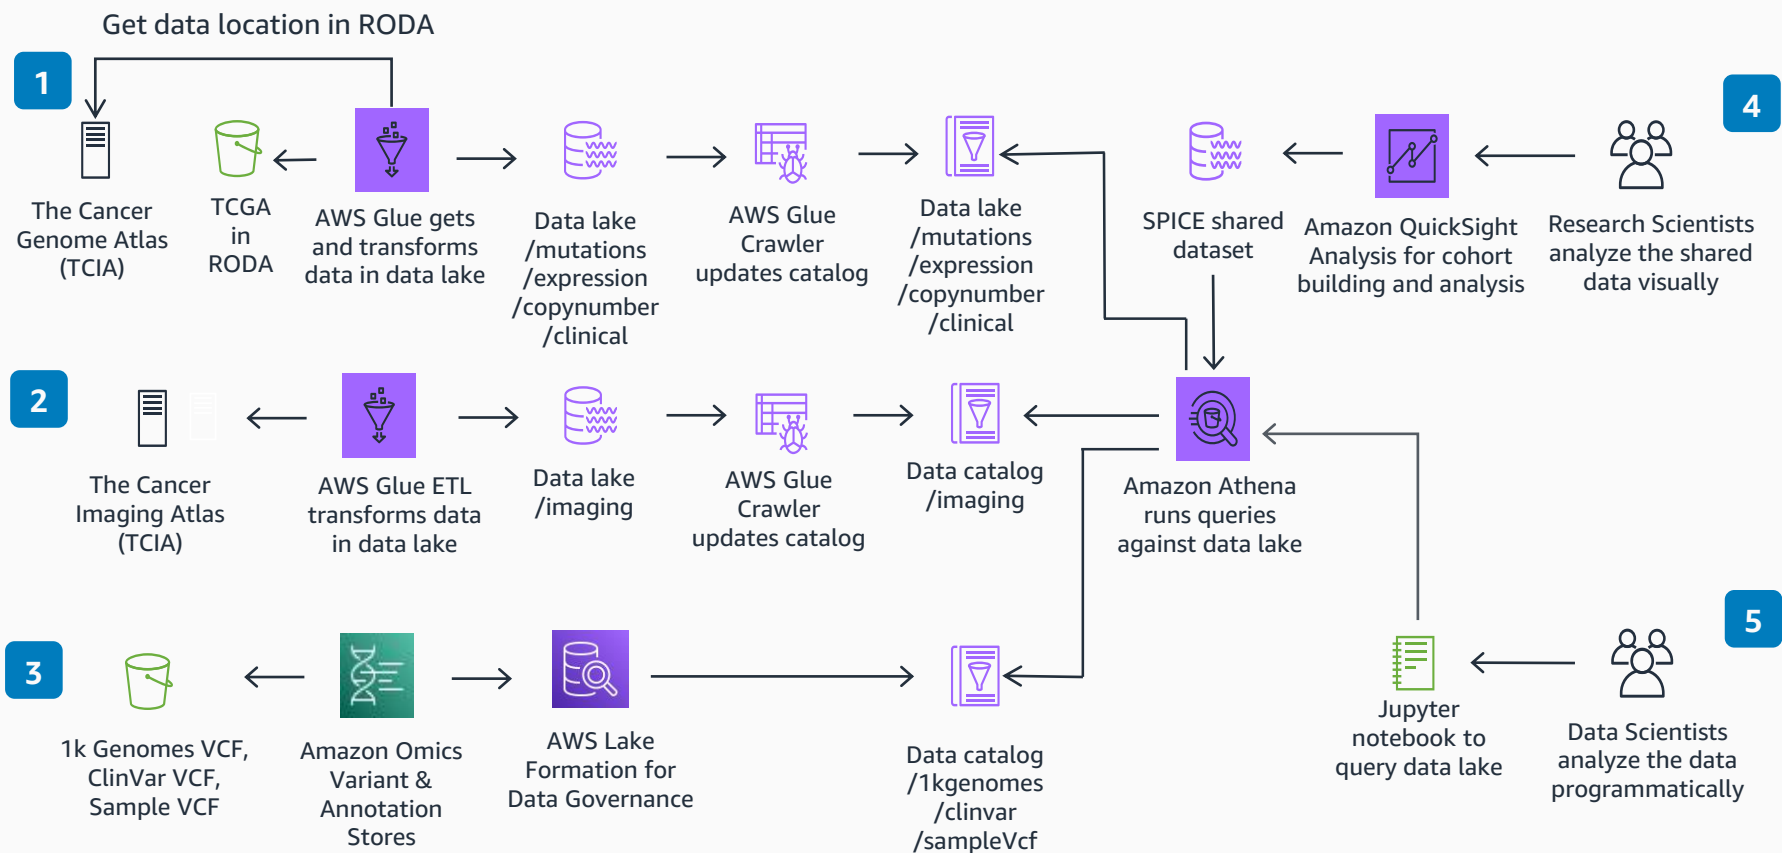 Get data location in RODA
1
The Cancer
Genome Atlas
(TCIA)
TCGA
in
RODA
AWS Glue gets
and transforms
data in data lake
Data lake
/mutations
/expression
/copynumber
/clinical
AWS Glue
Crawler
updates catalog
Data lake
/mutations
/expression
/copynumber
/clinical
SPICE shared
dataset
Amazon QuickSight
Analysis for cohort
building and analysis
Research Scientists
analyze the shared
data visually
4
2
The Cancer
Imaging Atlas
(TCIA)
AWS Glue ETL
transforms data
in data lake
Data lake
/imaging
AWS Glue
Crawler
updates catalog
Data catalog
/imaging
Amazon Athena
runs queries
against data lake
3
1k Genomes VCF,
ClinVar VCF,
Sample VCF
Amazon Omics
Variant &
Annotation
Stores
AWS Lake
Formation for
Data Governance
Data catalog
/1kgenomes
/clinvar
/sampleVcf
Jupyter
notebook to
query data lake
Data Scientists
analyze the data
programmatically
5